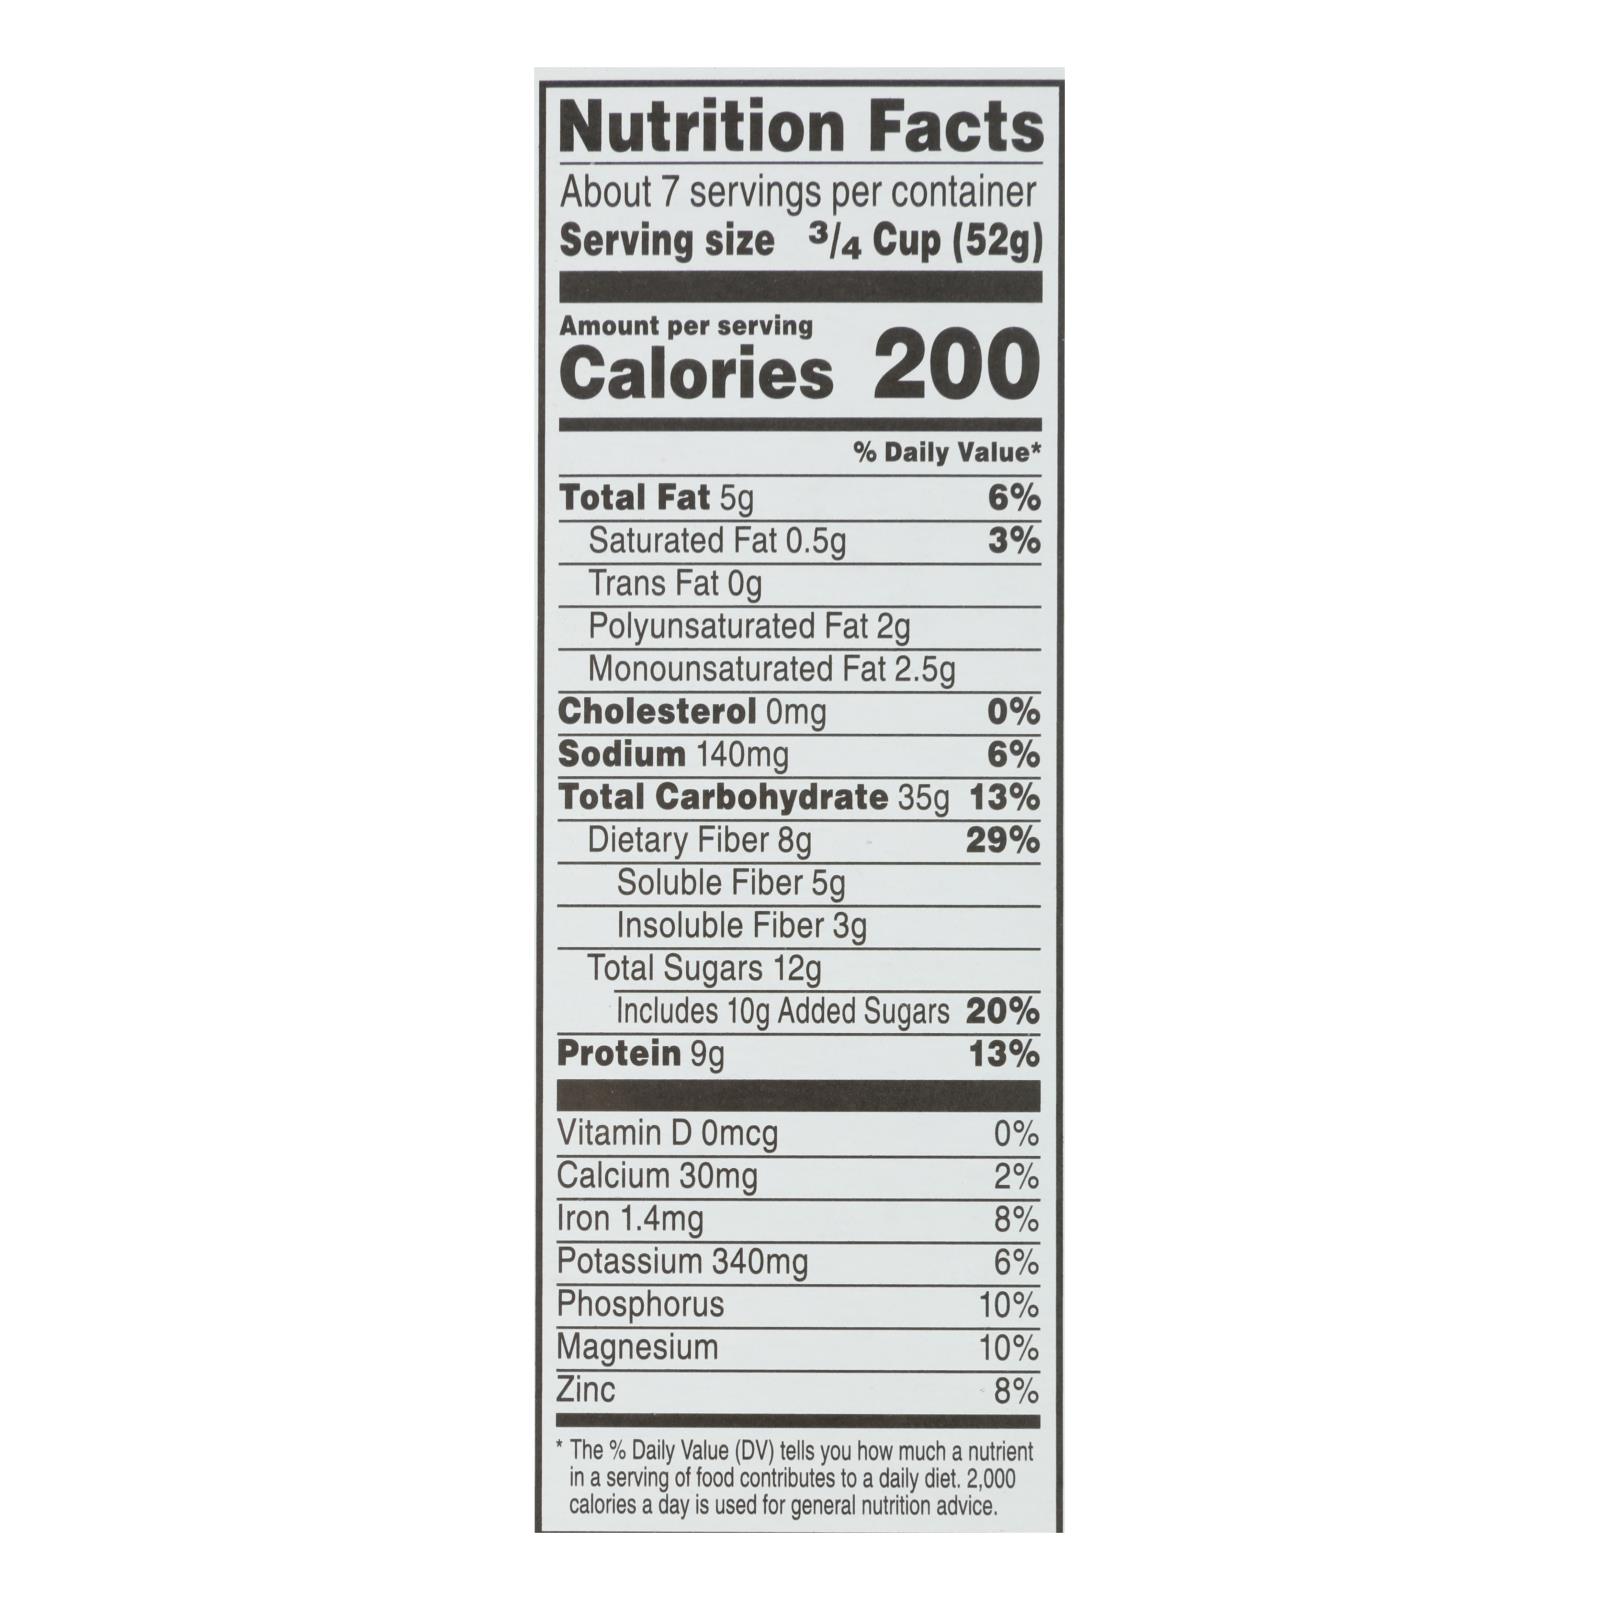 Nutrition Facts
About 7 servings per container
Serving size 3/4 Cup (52g)
Amount per serving
Calories 200
% Daily Value*
Total Fat 5g 6%
Saturated Fat 0.5g 3%
Trans Fat 0g
Polyunsaturated Fat 2g
Monounsaturated Fat 2.5g
Cholesterol 0mg 0%
Sodium 140mg 6%
Total Carbohydrate 35g 13%
Dietary Fiber 8g 29%
Soluble Fiber 5g
Insoluble Fiber 3g
Total Sugars 12g
Includes 10g Added Sugars 20%
Protein 9g 13%
Vitamin D 0mcg 0%
Calcium 30mg 2%
Iron 1.4mg 8%
Potassium 340mg 6%
Phosphorus 10%
Magnesium 10%
Zinc 8%
* The % Daily Value (DV) tells you how much a nutrient
in a serving of food contributes to a daily diet. 2,000
calories a day is used for general nutrition advice.